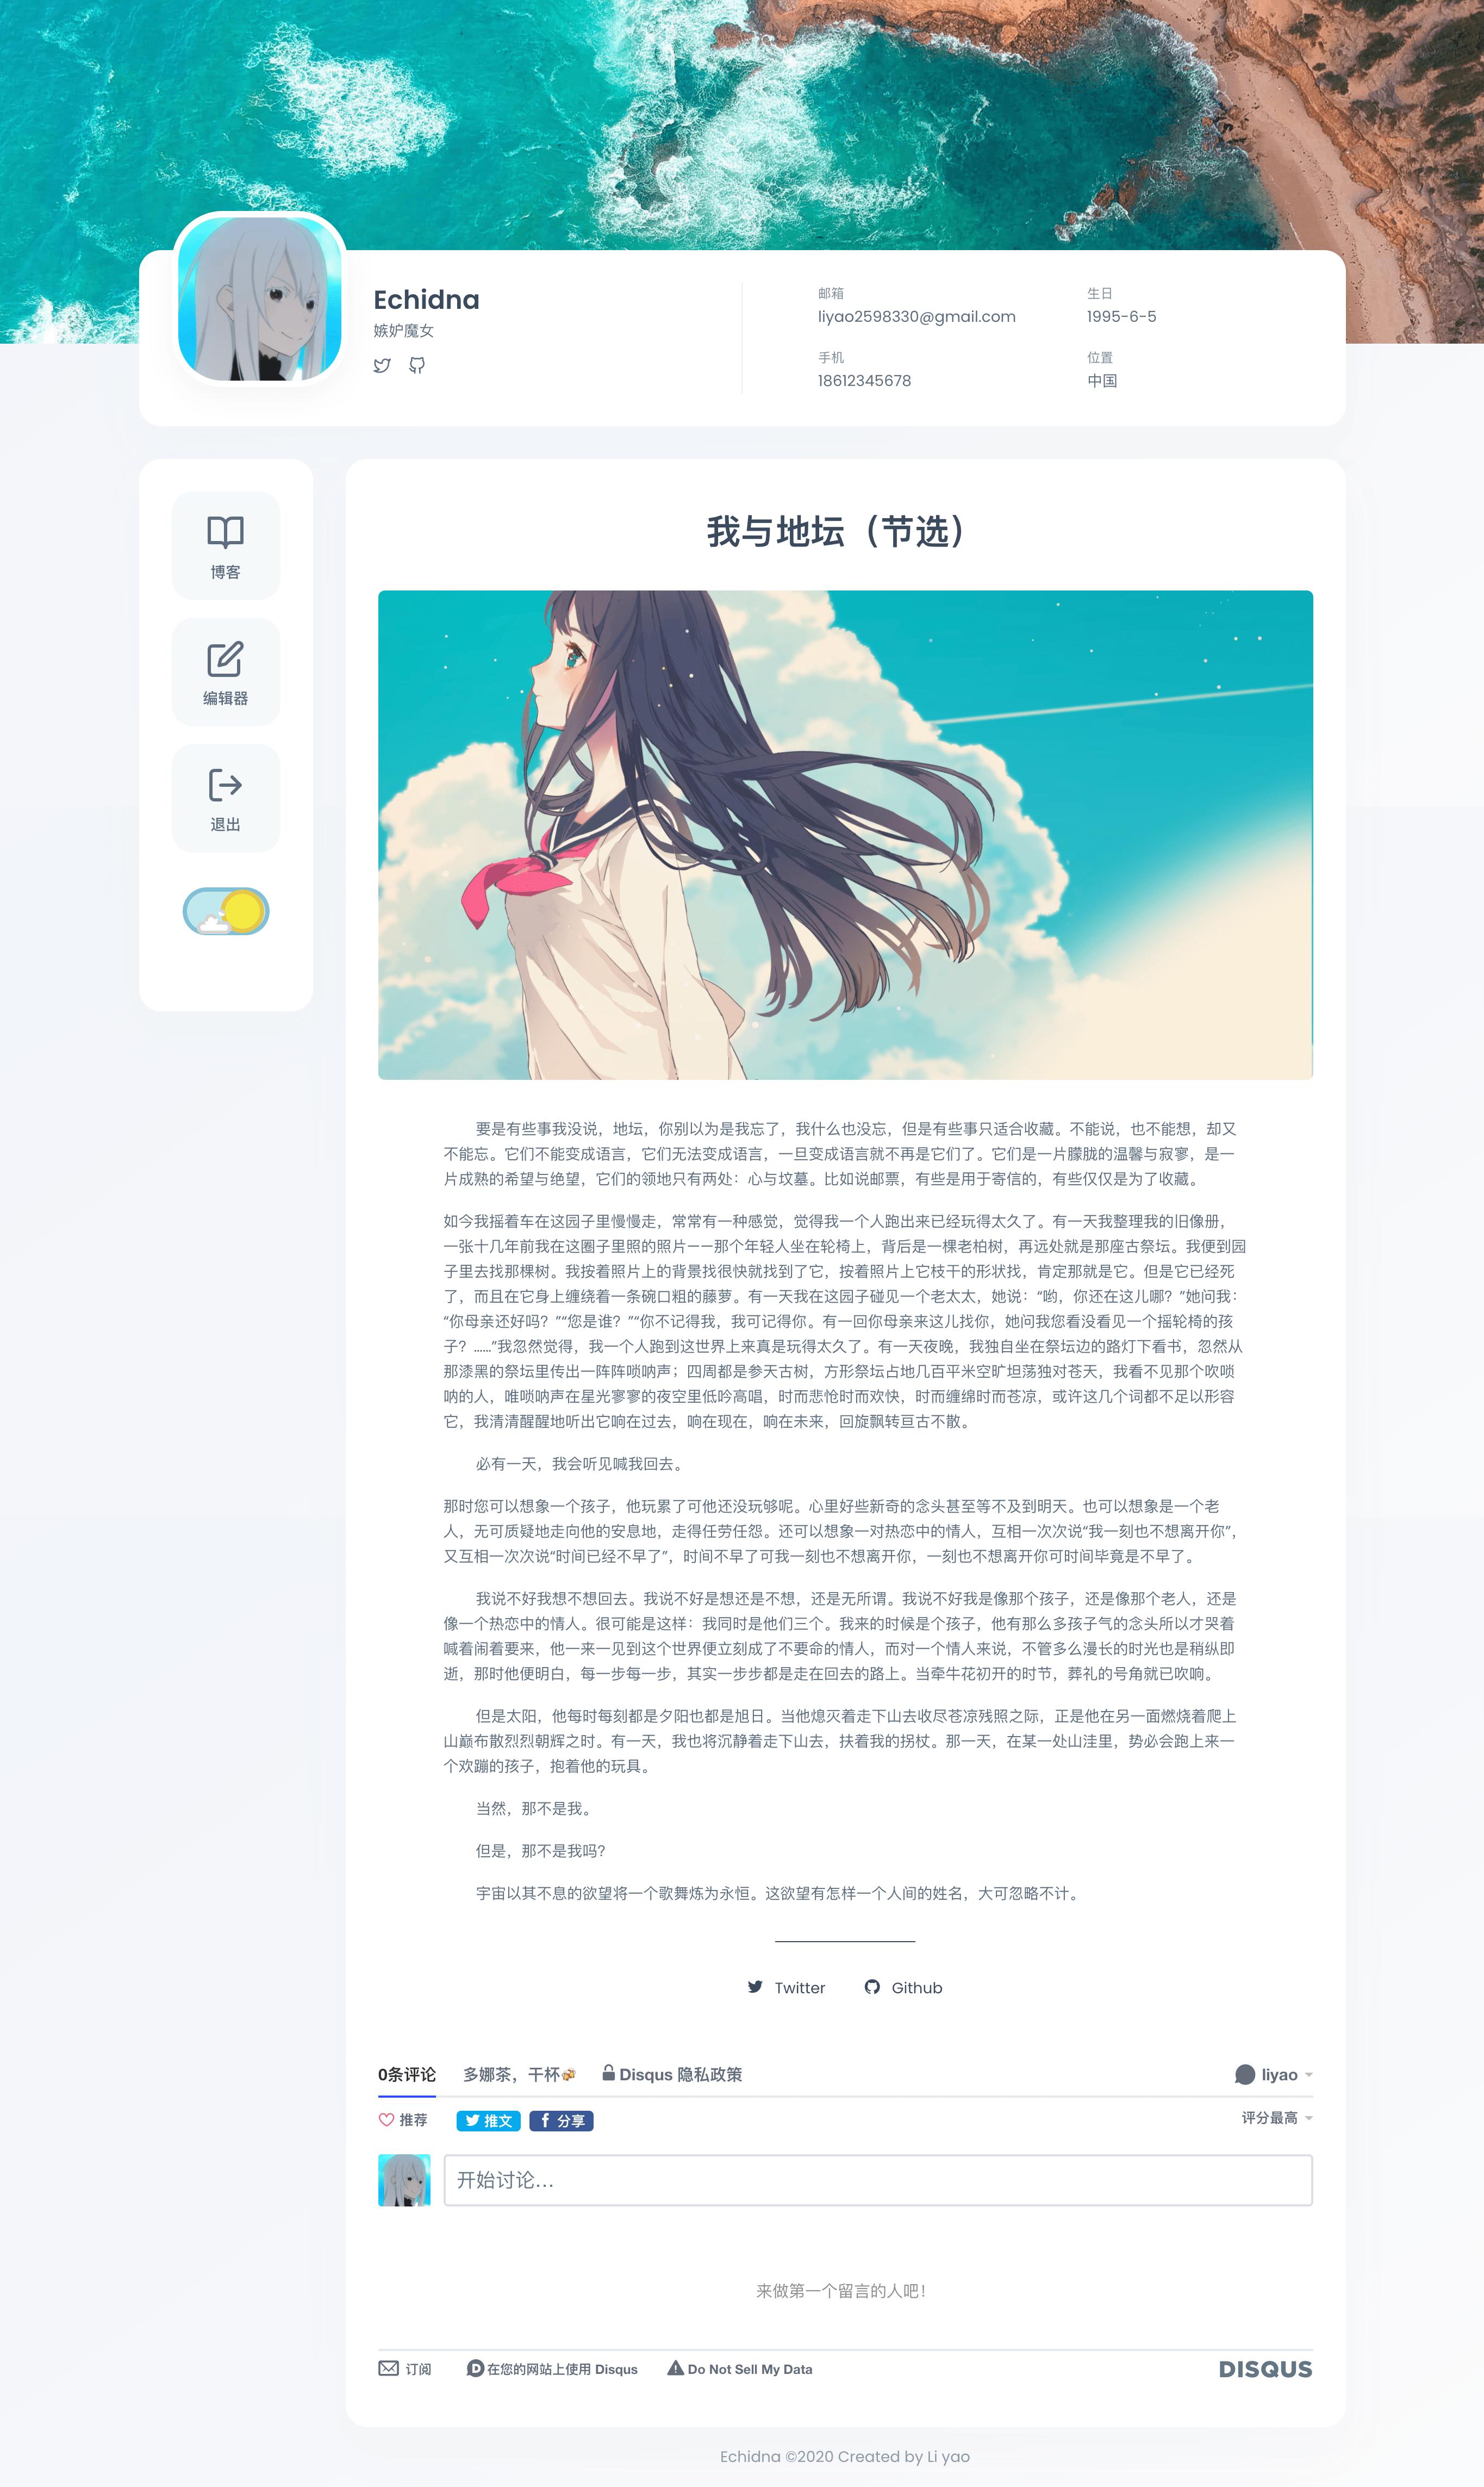 Echidna
嫉妒魔女
邮箱
liyao2598330@gmail.com
生日
1995-6-5
手机
18612345678
位置
中国
博客
编辑器
退出
我与地坛（节选）
要是有些事我没说，地坛，你别以为是我忘了，我什么也没忘，但是有些事只适合收藏。不能说，也不能想，却又
不能忘。它们不能变成语言，它们无法变成语言，一旦变成语言就不再是它们了。它们是一片朦胧的温馨与寂寥，是一
片成熟的希望与绝望，它们的领地只有两处：心与坟墓。比如说邮票，有些是用于寄信的，有些仅仅是为了收藏。
如今我摇着车在这园子里慢慢走，常常有一种感觉，觉得我一个人跑出来已经玩得太久了。有一天我整理我的旧像册，
一张十几年前我在这圈子里照的照片——那个年轻人坐在轮椅上，背后是一棵老柏树，再远处就是那座古祭坛。我便到园
子里去找那棵树。我按着照片上的背景找很快就找到了它，按着照片上它枝干的形状找，肯定那就是它。但是它已经死
了，而且在它身上缠绕着一条碗口粗的藤萝。有一天我在这园子碰见一个老太太，她说：“哟，你还在这儿哪？”她问我：
“你母亲还好吗？”“您是谁？”“你不记得我，我可记得你。有一回你母亲来这儿找你，她问我您看没看见一个摇轮椅的孩
子？……”我忽然觉得，我一个人跑到这世界上来真是玩得太久了。有一天夜晚，我独自坐在祭坛边的路灯下看书，忽然从
那漆黑的祭坛里传出一阵阵唢呐声；四周都是参天古树，方形祭坛占地几百平米空旷坦荡独对苍天，我看不见那个吹唢
呐的人，唯唢呐声在星光寥寥的夜空里低吟高唱，时而悲怆时而欢快，时而缠绵时而苍凉，或许这几个词都不足以形容
它，我清清醒醒地听出它响在过去，响在现在，响在未来，回旋飘转亘古不散。
必有一天，我会听见喊我回去。
那时您可以想象一个孩子，他玩累了可他还没玩够呢。心里好些新奇的念头甚至等不及到明天。也可以想象是一个老
人，无可质疑地走向他的安息地，走得任劳任怨。还可以想象一对热恋中的情人，互相一次次说“我一刻也不想离开你”，
又互相一次次说“时间已经不早了”，时间不早了可我一刻也不想离开你，一刻也不想离开你可时间毕竟是不早了。
我说不好我想不想回去。我说不好是想还是不想，还是无所谓。我说不好我是像那个孩子，还是像那个老人，还是
像一个热恋中的情人。很可能是这样：我同时是他们三个。我来的时候是个孩子，他有那么多孩子气的念头所以才哭着
喊着闹着要来，他一来一见到这个世界便立刻成了不要命的情人，而对一个情人来说，不管多么漫长的时光也是稍纵即
逝，那时他便明白，每一步每一步，其实一步步都是走在回去的路上。当牵牛花初开的时节，葬礼的号角就已吹响。
但是太阳，他每时每刻都是夕阳也都是旭日。当他熄灭着走下山去收尽苍凉残照之际，正是他在另一面燃烧着爬上
山巅布散烈烈朝辉之时。有一天，我也将沉静着走下山去，扶着我的拐杖。那一天，在某一处山洼里，势必会跑上来一
个欢蹦的孩子，抱着他的玩具。
当然，那不是我。
但是，那不是我吗？
宇宙以其不息的欲望将一个歌舞炼为永恒。这欲望有怎样一个人间的姓名，大可忽略不计。
Twitter Github
0条评论 多娜茶，干杯🍻 Disqus 隐私政策 liyao
推荐 推文 分享 评分最高
开始讨论...
来做第一个留言的人吧！
订阅 在您的网站上使用 Disqus Do Not Sell My Data DISQUS
Echidna ©2020 Created by Li yao